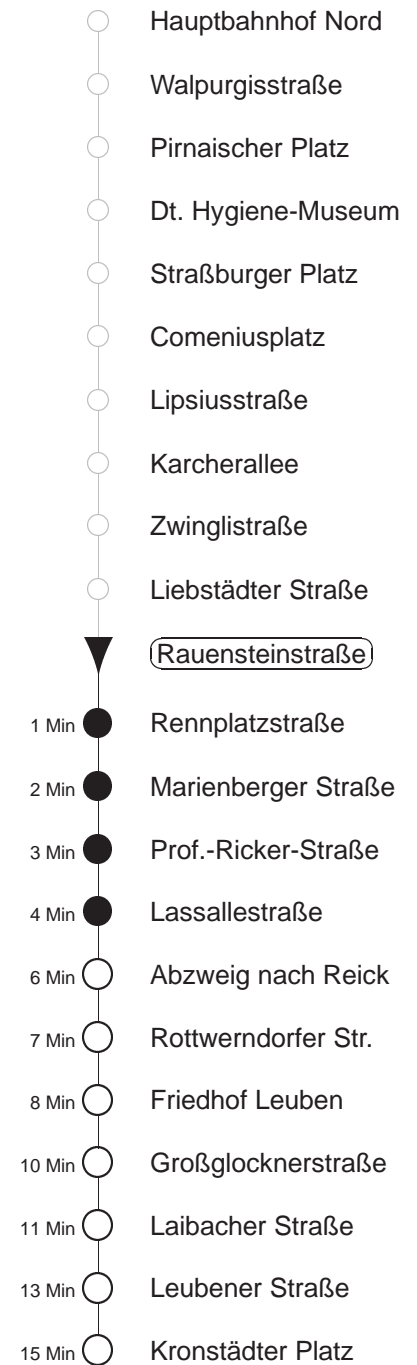 Hauptbahnhof Nord
Walpurgisstraße
Pirnaischer Platz
Dt. Hygiene-Museum
Straßburger Platz
Comeniusplatz
Lipsiusstraße
Karcherallee
Zwinglistraße
Liebstädter Straße
Rauensteinstraße
1 Min Rennplatzstraße
2 Min Marienberger Straße
3 Min Prof.-Ricker-Straße
4 Min Lassallestraße
6 Min Abzweig nach Reick
7 Min Rottwerndorfer Str.
8 Min Friedhof Leuben
10 Min Großglocknerstraße
11 Min Laibacher Straße
13 Min Leubener Straße
15 Min Kronstädter Platz